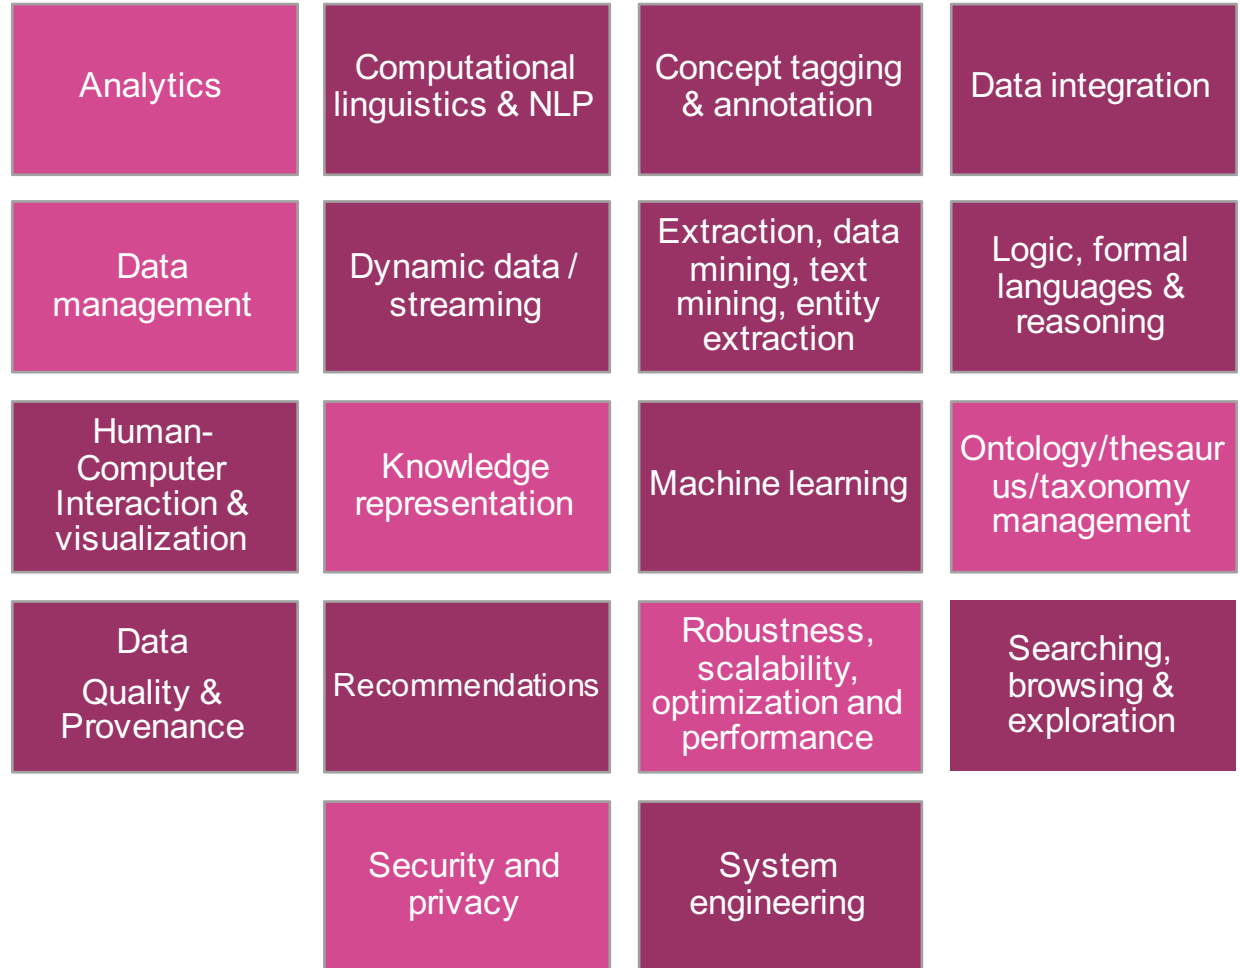 Analytics
Computational
linguistics & NLP
Concept tagging
& annotation
Data integration
Data
management
Dynamic data /
streaming
Extraction, data
mining, text
mining, entity
extraction
Logic, formal
languages &
reasoning
Human-
Computer
Interaction &
visualization
Knowledge
representation
Machine learning
Ontology/thesaur
us/taxonomy
management
Data
Quality &
Provenance
Recommendations
Robustness,
scalability,
optimization and
performance
Searching,
browsing &
exploration
Security and
privacy
System
engineering